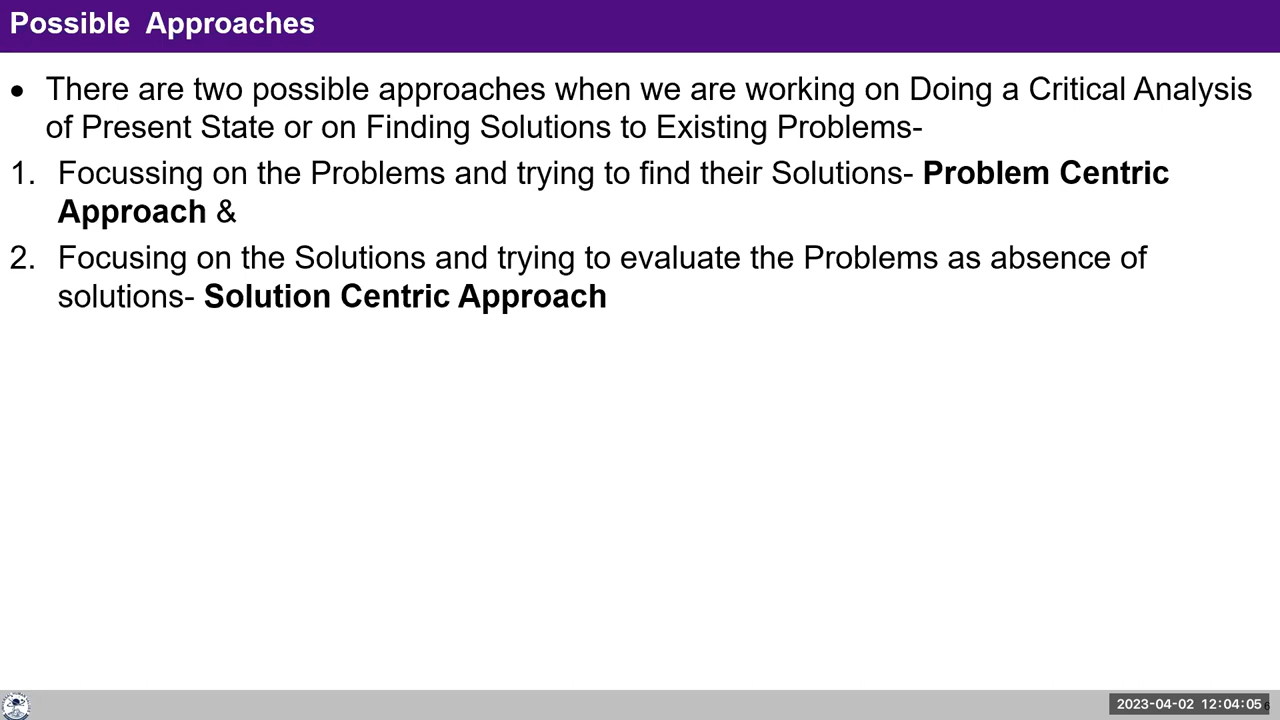 Possible Approaches
• There are two possible approaches when we are working on Doing a Critical Analysis
of Present State or on Finding Solutions to Existing Problems-
1. Focussing on the Problems and trying to find their Solutions- Problem Centric
Approach &
2. Focusing on the Solutions and trying to evaluate the Problems as absence of
solutions- Solution Centric Approach
2023-04-02 12:04:05
6